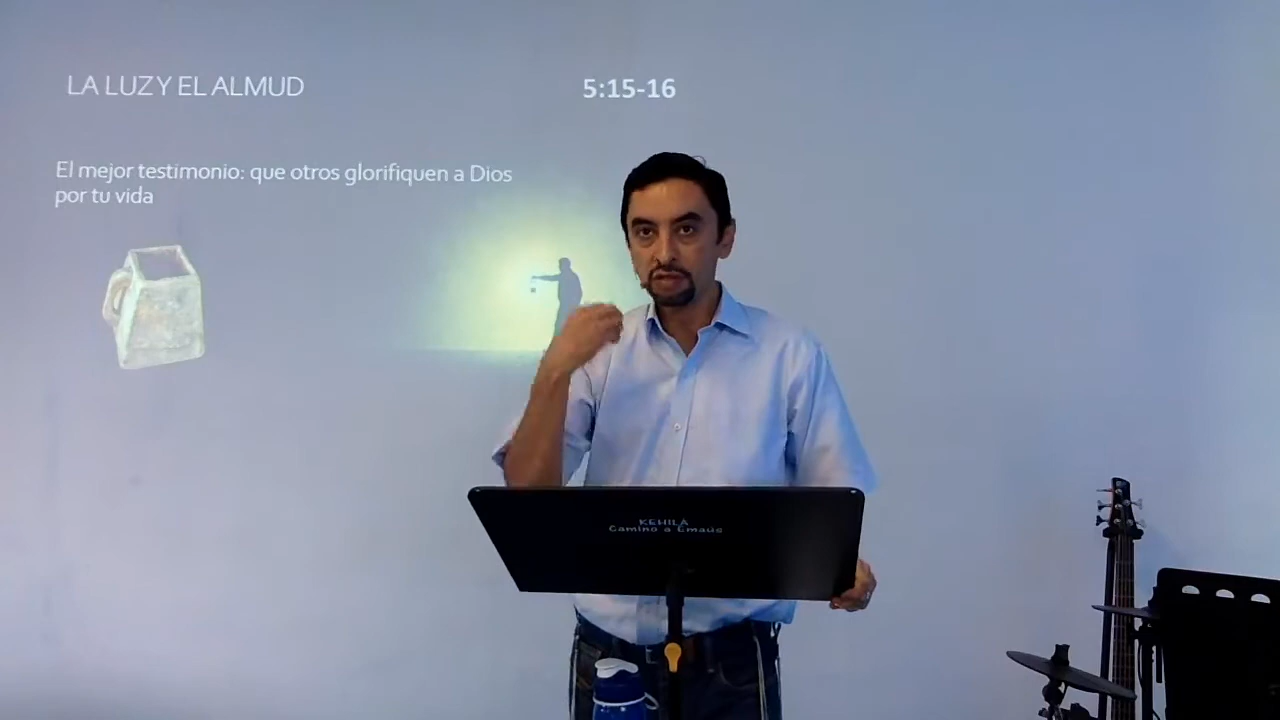 LA LUZ Y EL ALMUD
5:15-16
El mejor testimonio: que otros glorifiquen a Dios
por tu vida
KEHILA
Camino a Emaús